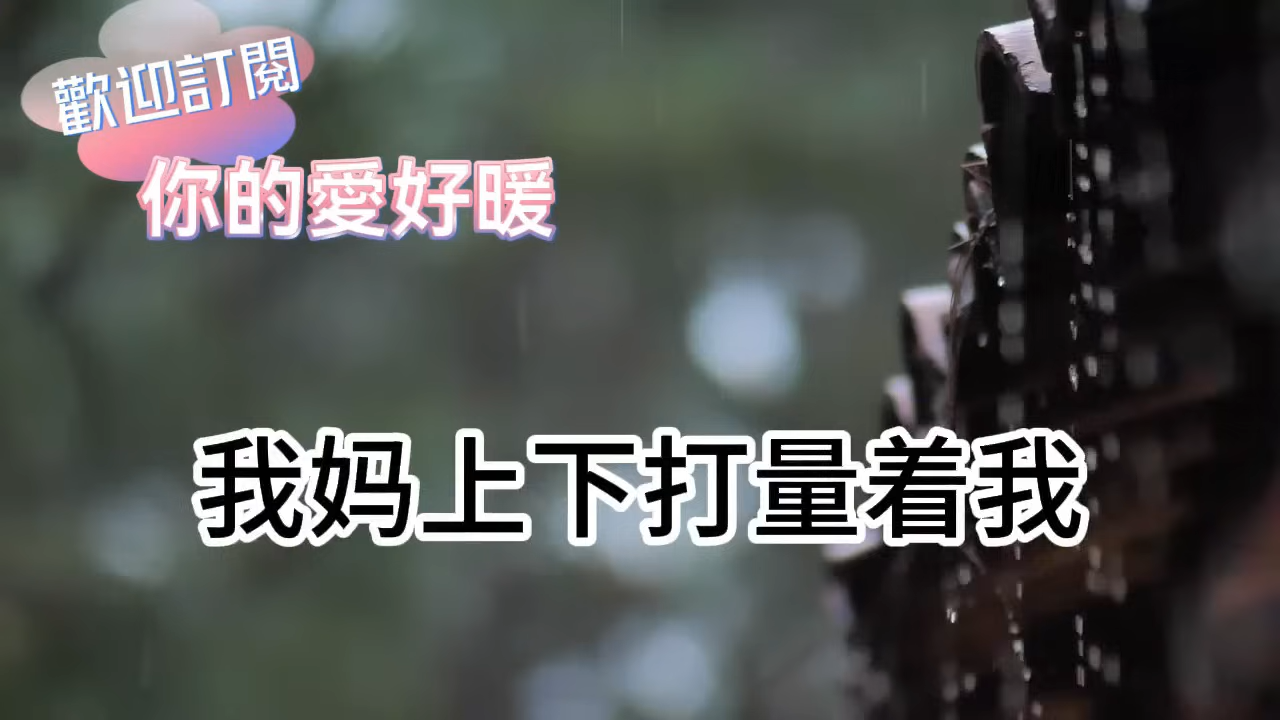 歡迎訂閱
你的愛好暖
我妈上下打量着我